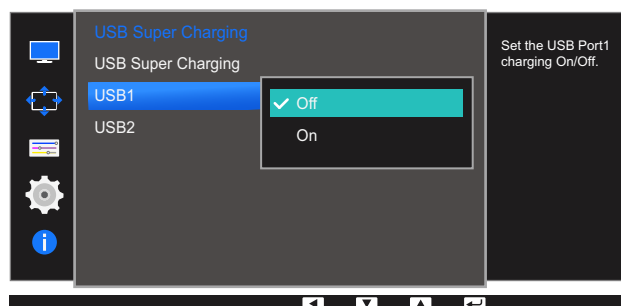 USB Super Charging
USB Super Charging
USB1
USB2
Off
On
Set the USB Port1
charging On/Off.